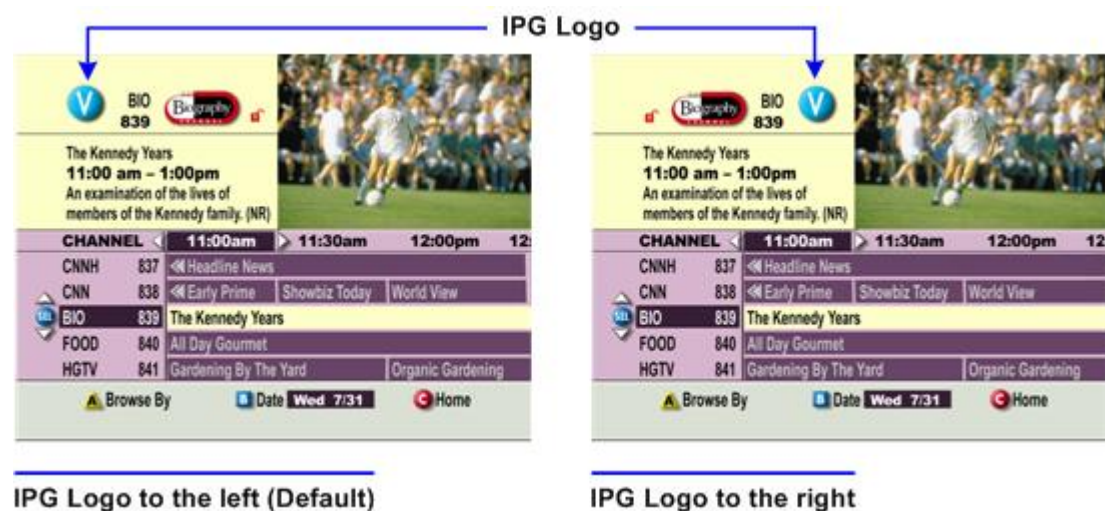 IPG Logo
V BIO 839 Biography
The Kennedy Years
11:00 am – 1:00pm
An examination of the lives of
members of the Kennedy family. (NR)
CHANNEL 11:00am 11:30am 12:00pm 12:
CNNH 837 Headline News
CNN 838 Early Prime Showbiz Today World View
SEL BIO 839 The Kennedy Years
FOOD 840 All Day Gourmet
HGTV 841 Gardening By The Yard Organic Gardening
A Browse By B Date Wed 7/31 C Home
IPG Logo to the left (Default)
Biography BIO 839 V
The Kennedy Years
11:00 am – 1:00pm
An examination of the lives of
members of the Kennedy family. (NR)
CHANNEL 11:00am 11:30am 12:00pm 12
CNNH 837 Headline News
CNN 838 Early Prime Showbiz Today World View
SEL BIO 839 The Kennedy Years
FOOD 840 All Day Gourmet
HGTV 841 Gardening By The Yard Organic Gardening
A Browse By B Date Wed 7/31 C Home
IPG Logo to the right